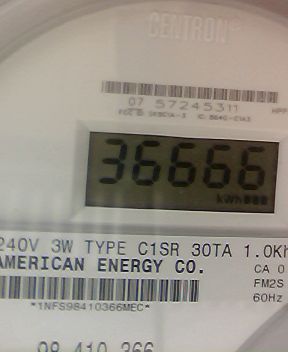 CENTRON®
07 57245311
36666
kWh
240V 3W TYPE C1SR 30TA 1.0Kh
AMERICAN ENERGY CO.
CA 0
FM2S
60Hz
*1NFS98410366MEC*
98 410 366